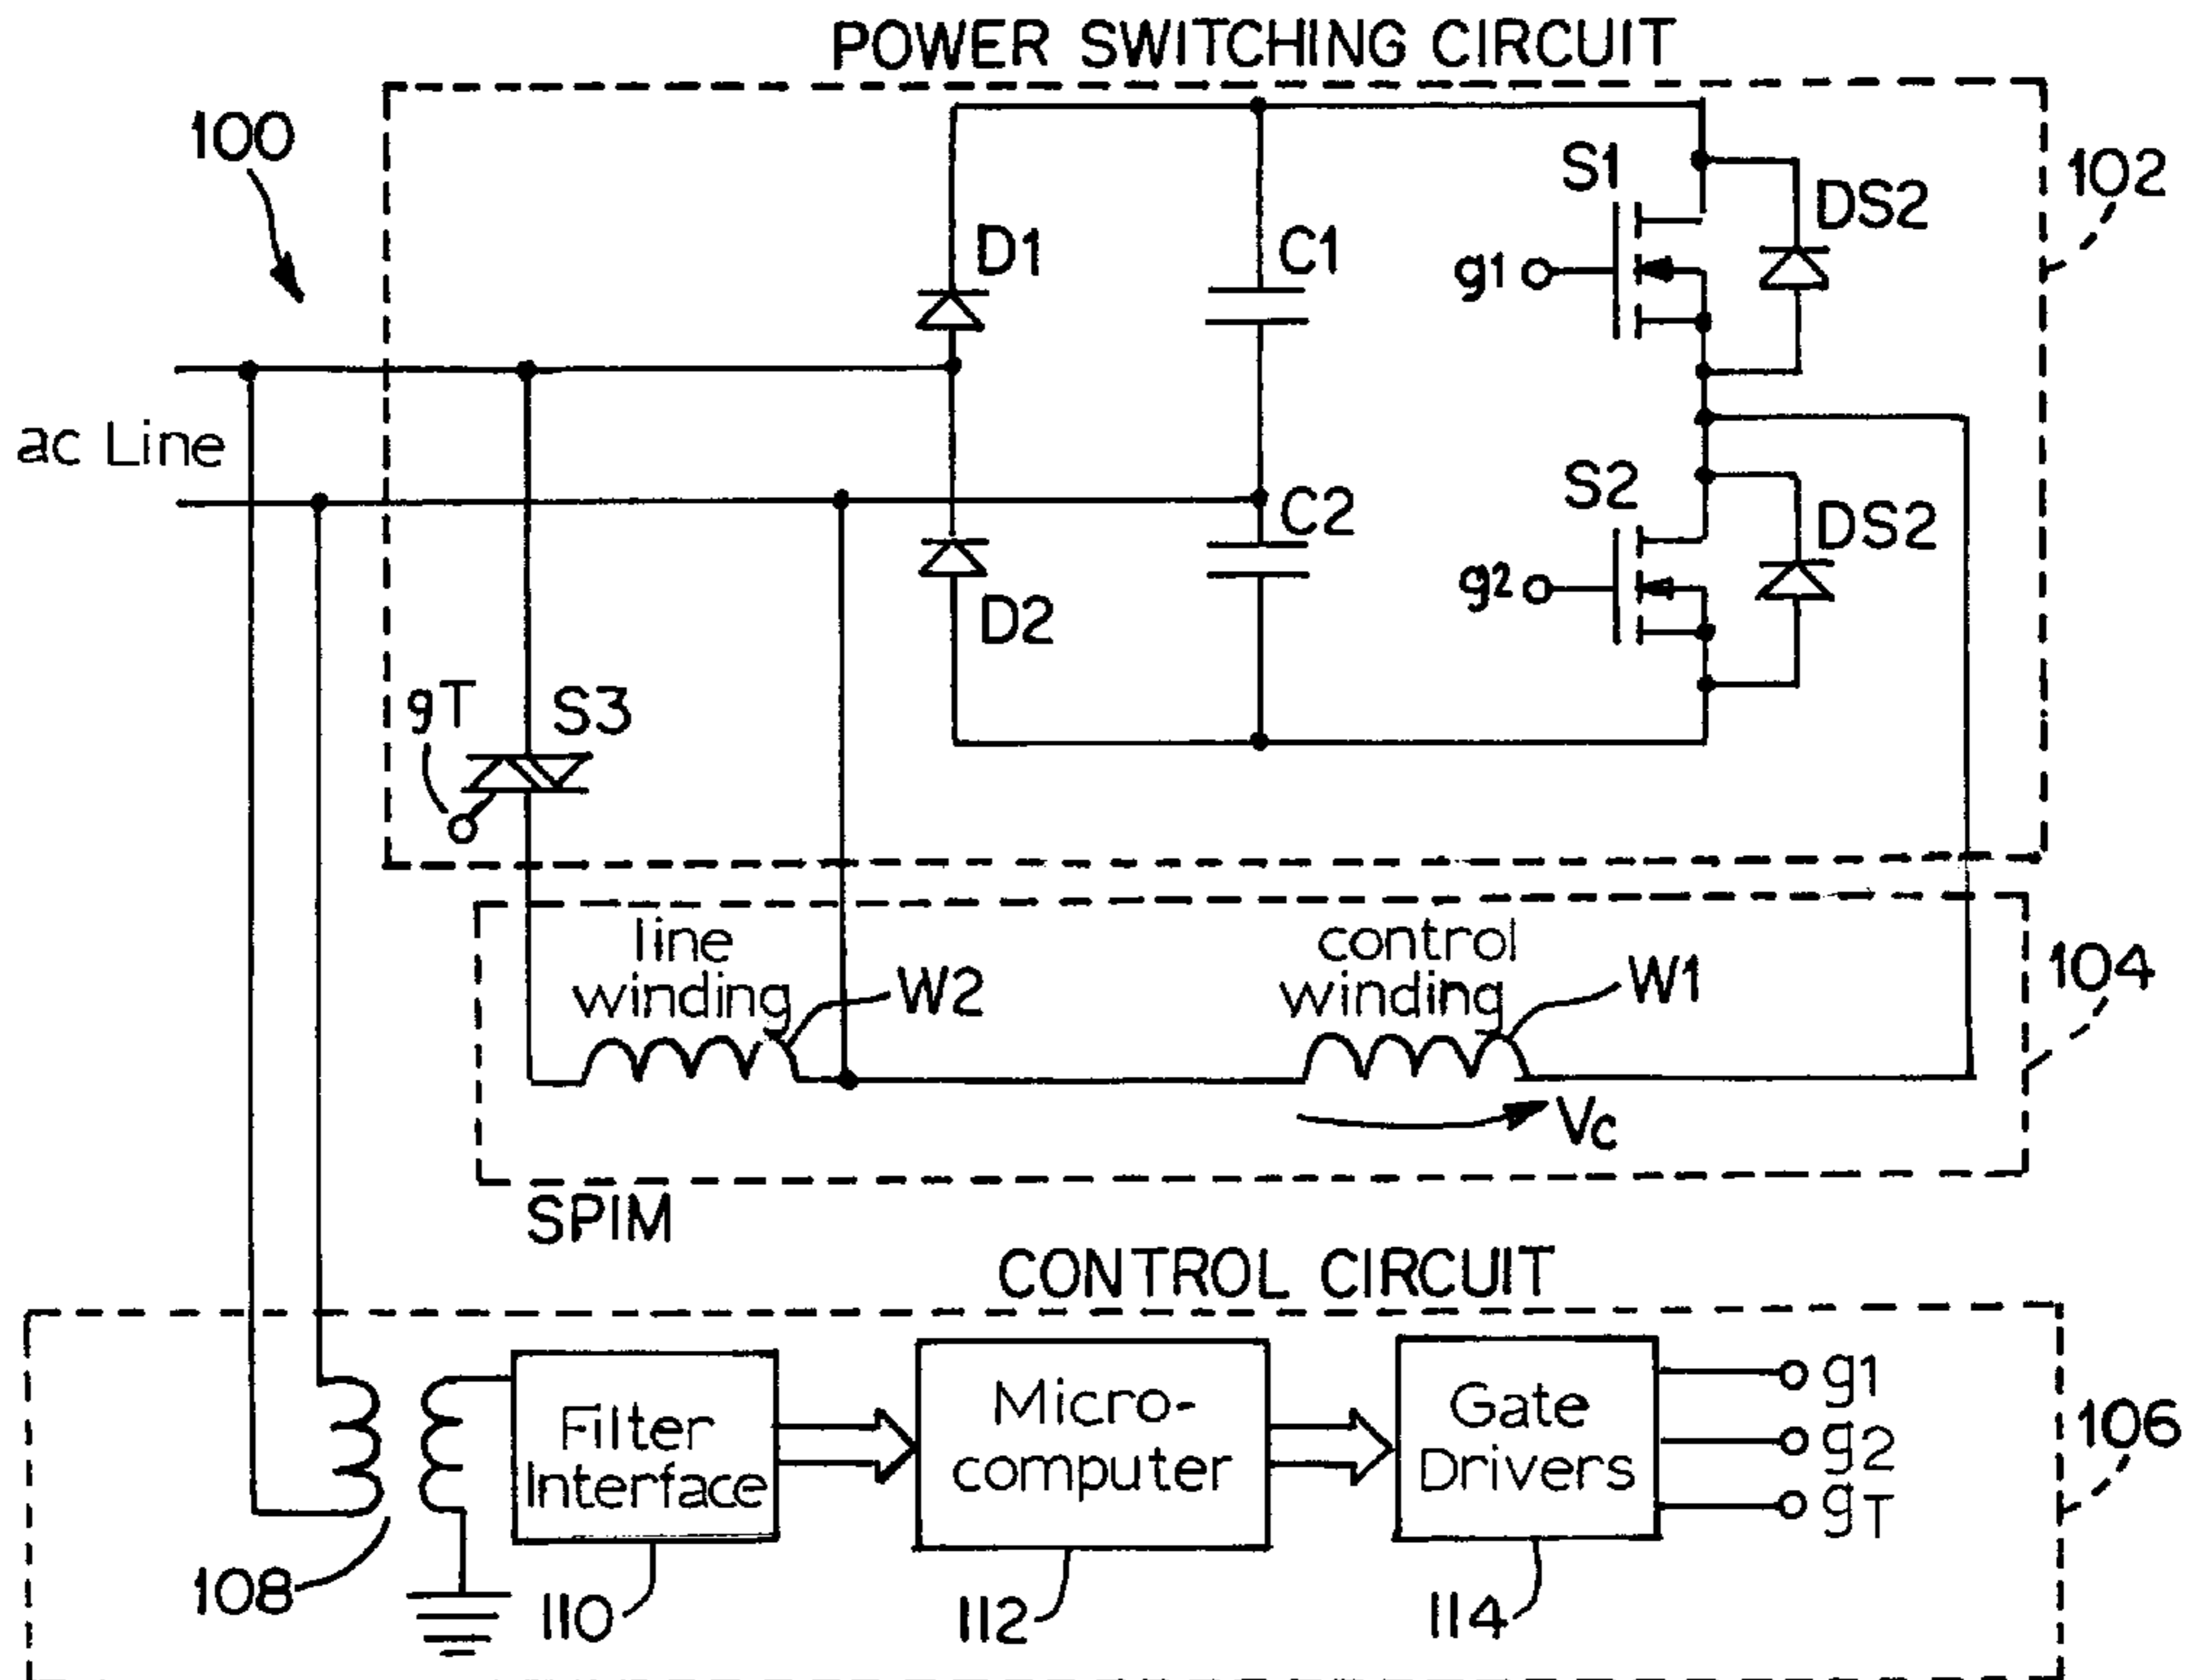 POWER SWITCHING CIRCUIT
100
102
S1
DS2
D1
C1
g1
ac Line
S2
C2
DS2
g2
D2
gT
S3
line
winding
W2
control
winding
W1
104
Vc
SPIM
CONTROL CIRCUIT
Filter
Interface
Micro-
computer
Gate
Drivers
g1
g2
gT
106
108
110
112
114